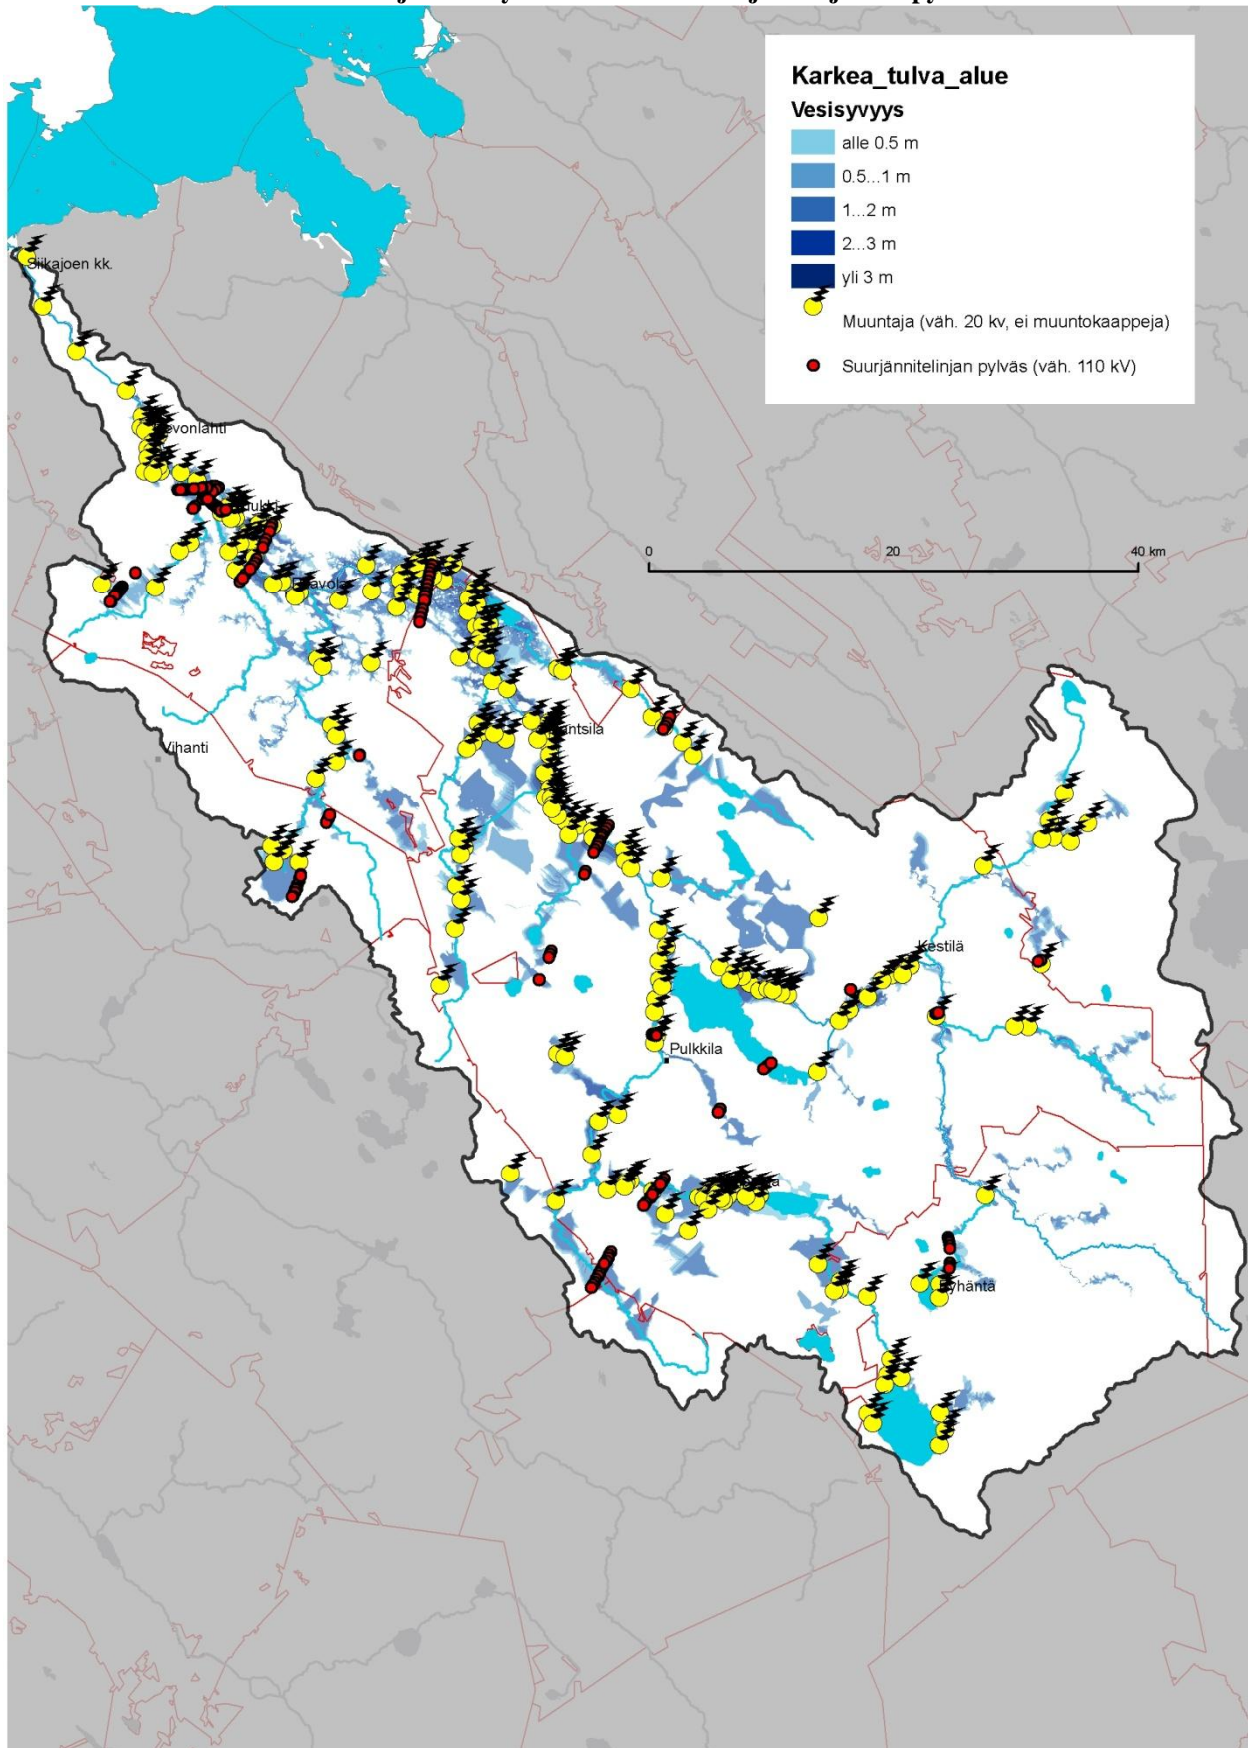 Karkea_tulva_alue
Vesisyvyys
alle 0.5 m
0.5...1 m
1...2 m
2...3 m
yli 3 m
Muuntaja (väh. 20 kv, ei muuntokaappeja)
Suurjännitelinjan pylväs (väh. 110 kV)
Siikajoen kk.
0 20 40 km
Vihanti
Kestilä
Pulkkila